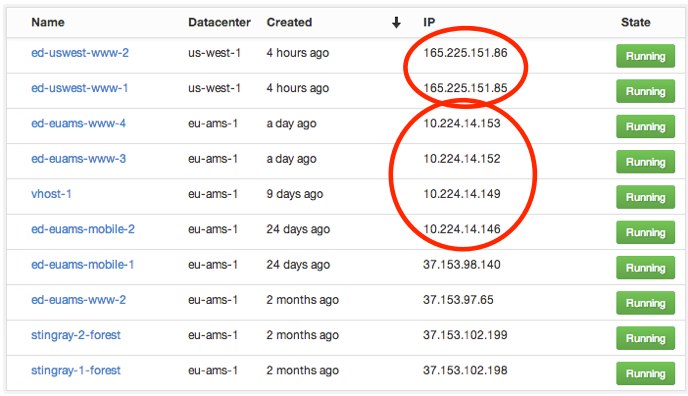 Name Datacenter Created IP State
ed-uswest-www-2 us-west-1 4 hours ago 165.225.151.86 Running
ed-uswest-www-1 us-west-1 4 hours ago 165.225.151.85 Running
ed-euams-www-4 eu-ams-1 a day ago 10.224.14.153 Running
ed-euams-www-3 eu-ams-1 a day ago 10.224.14.152 Running
vhost-1 eu-ams-1 9 days ago 10.224.14.149 Running
ed-euams-mobile-2 eu-ams-1 24 days ago 10.224.14.146 Running
ed-euams-mobile-1 eu-ams-1 24 days ago 37.153.98.140 Running
ed-euams-www-2 eu-ams-1 2 months ago 37.153.97.65 Running
stingray-2-forest eu-ams-1 2 months ago 37.153.102.199 Running
stingray-1-forest eu-ams-1 2 months ago 37.153.102.198 Running